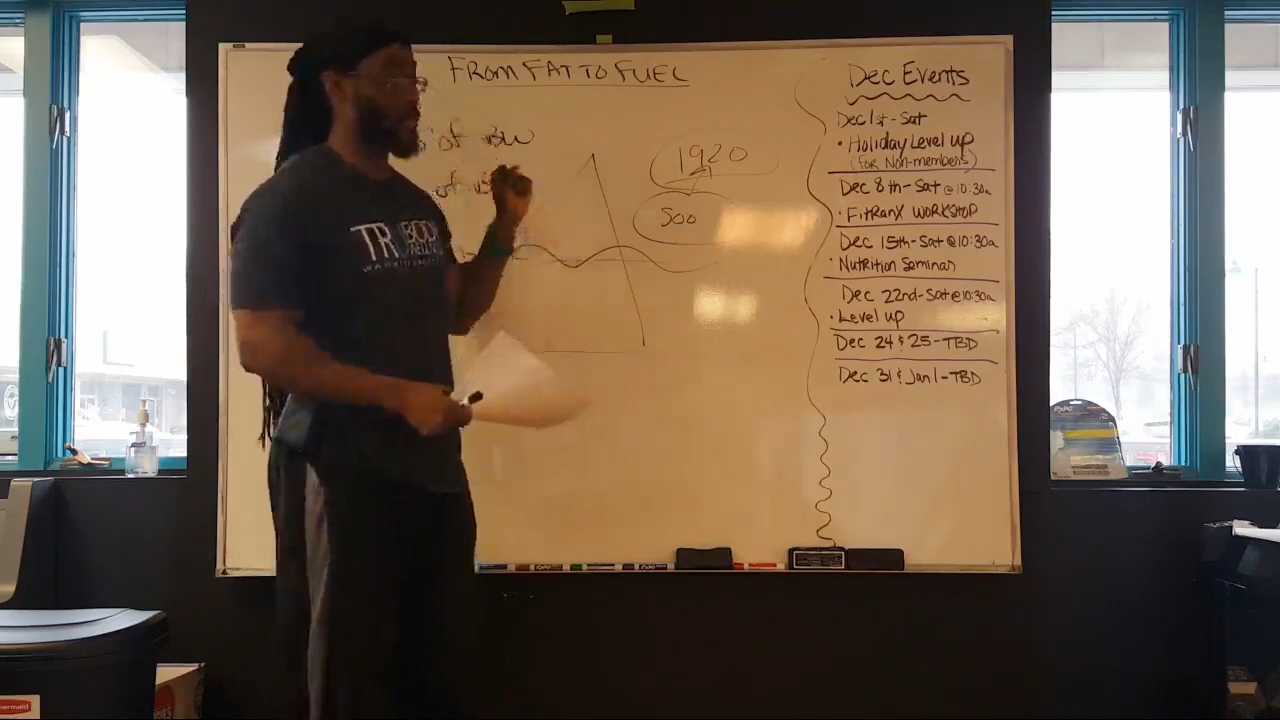 FROM FAT TO FUEL
of BW
of
1920
500
Dec Events
Dec 1st - Sat
• Holiday Level up
(for Non-members)
Dec 8th - Sat @ 10:30a
• FitRanX WORKSHOP
Dec 15th - Sat @ 10:30a
• Nutrition Seminar
Dec 22nd - Sat @ 10:30a
• Level up
Dec 24 & 25 - TBD
Dec 31 & Jan 1 - TBD
EXPO